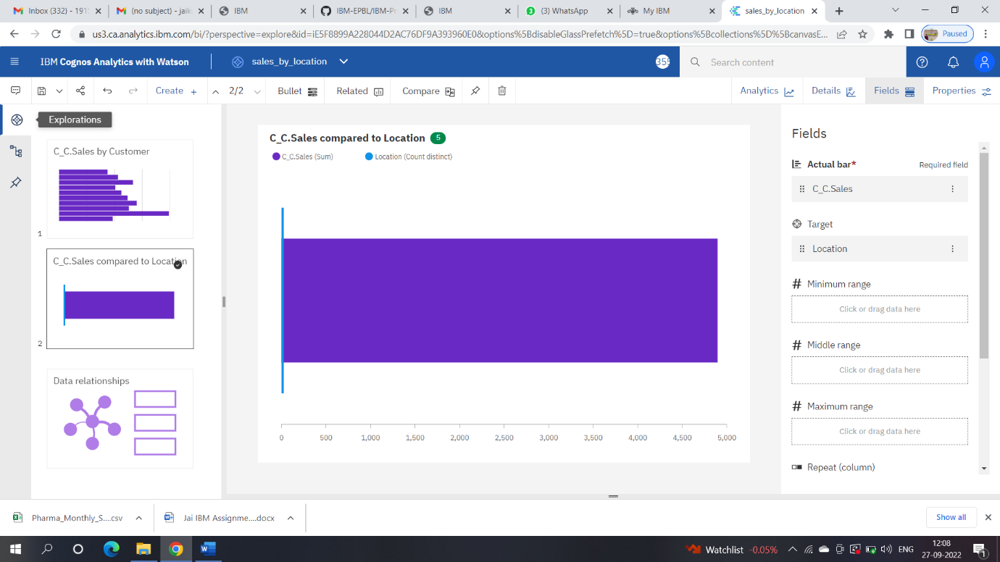 Inbox (332) - 191
(no subject) - jaik
IBM
IBM-EPBL/IBM-Pr
IBM
(3) WhatsApp
My IBM
sales_by_location
us3.ca.analytics.ibm.com/bi/?perspective=explore&id=iE5F8899A228044D2AC76DF9A393960E0&options%5BdisableGlassPrefetch%5D=true&options%5Bcollections%5D%5BcanvasE...
Paused
IBM Cognos Analytics with Watson
sales_by_location
355
Search content
Create
2/2
Bullet
Related
Compare
Analytics
Details
Fields
Properties
Explorations
C_C.Sales by Customer
1
C_C.Sales compared to Location
2
Data relationships
C_C.Sales compared to Location 5
C_C.Sales (Sum)
Location (Count distinct)
0 500 1,000 1,500 2,000 2,500 3,000 3,500 4,000 4,500 5,000
Fields
Actual bar* Required field
C_C.Sales
Target
Location
# Minimum range
Click or drag data here
# Middle range
Click or drag data here
# Maximum range
Click or drag data here
Repeat (column)
Pharma_Monthly_S....csv
Jai IBM Assignme....docx
Show all
Watchlist -0.05%
ENG
12:08
27-09-2022
1